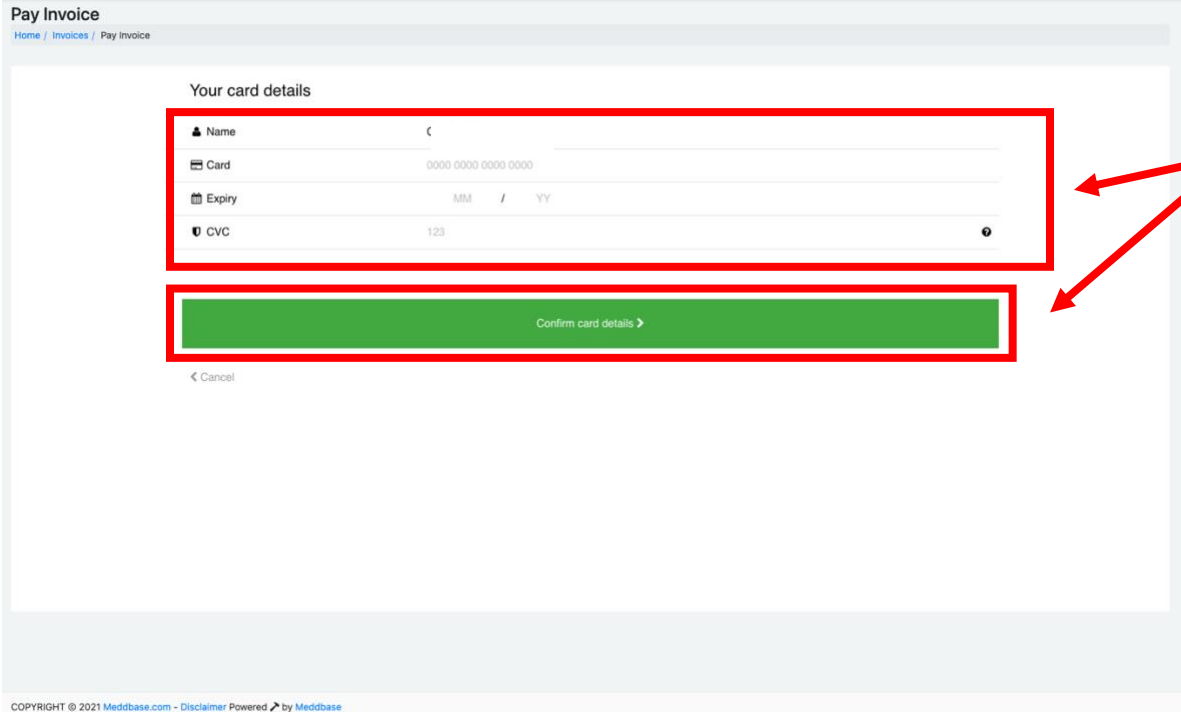 Pay Invoice
Home / Invoices / Pay Invoice
Your card details
Name
Card 0000 0000 0000 0000
Expiry MM / YY
CVC 123
Confirm card details
Cancel
COPYRIGHT © 2021 Meddbase.com - Disclaimer Powered by Meddbase